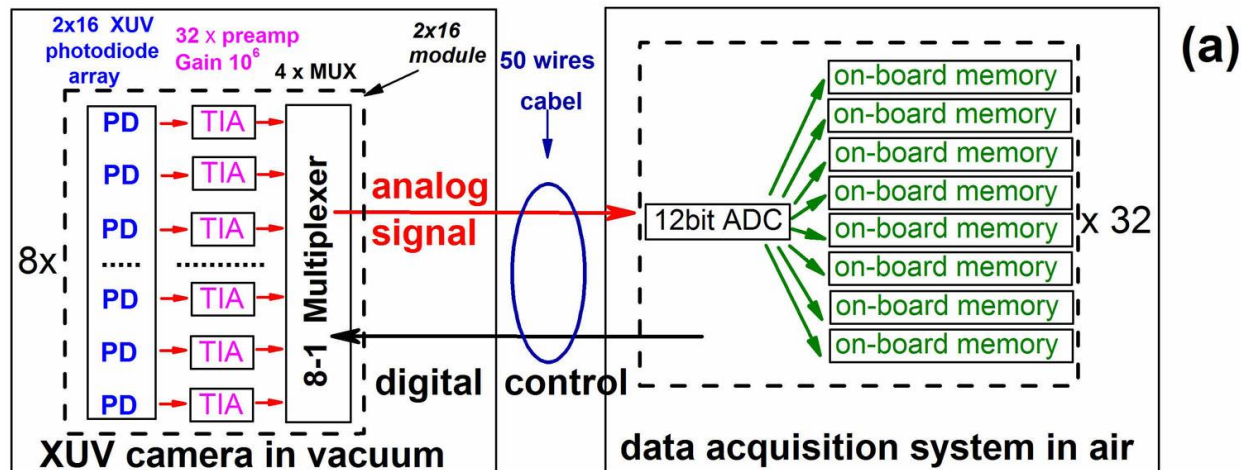 2x16 XUV
photodiode
array
32 x preamp
Gain 10⁶
4 x MUX
2x16
module
50 wires
cabel
(a)
8x
PD
PD
PD
.....
PD
PD
PD
TIA
TIA
TIA
............
TIA
TIA
TIA
8-1 Multiplexer
analog
signal
digital control
12bit ADC
on-board memory
on-board memory
on-board memory
on-board memory
on-board memory
on-board memory
on-board memory
on-board memory
x 32
XUV camera in vacuum
data acquisition system in air